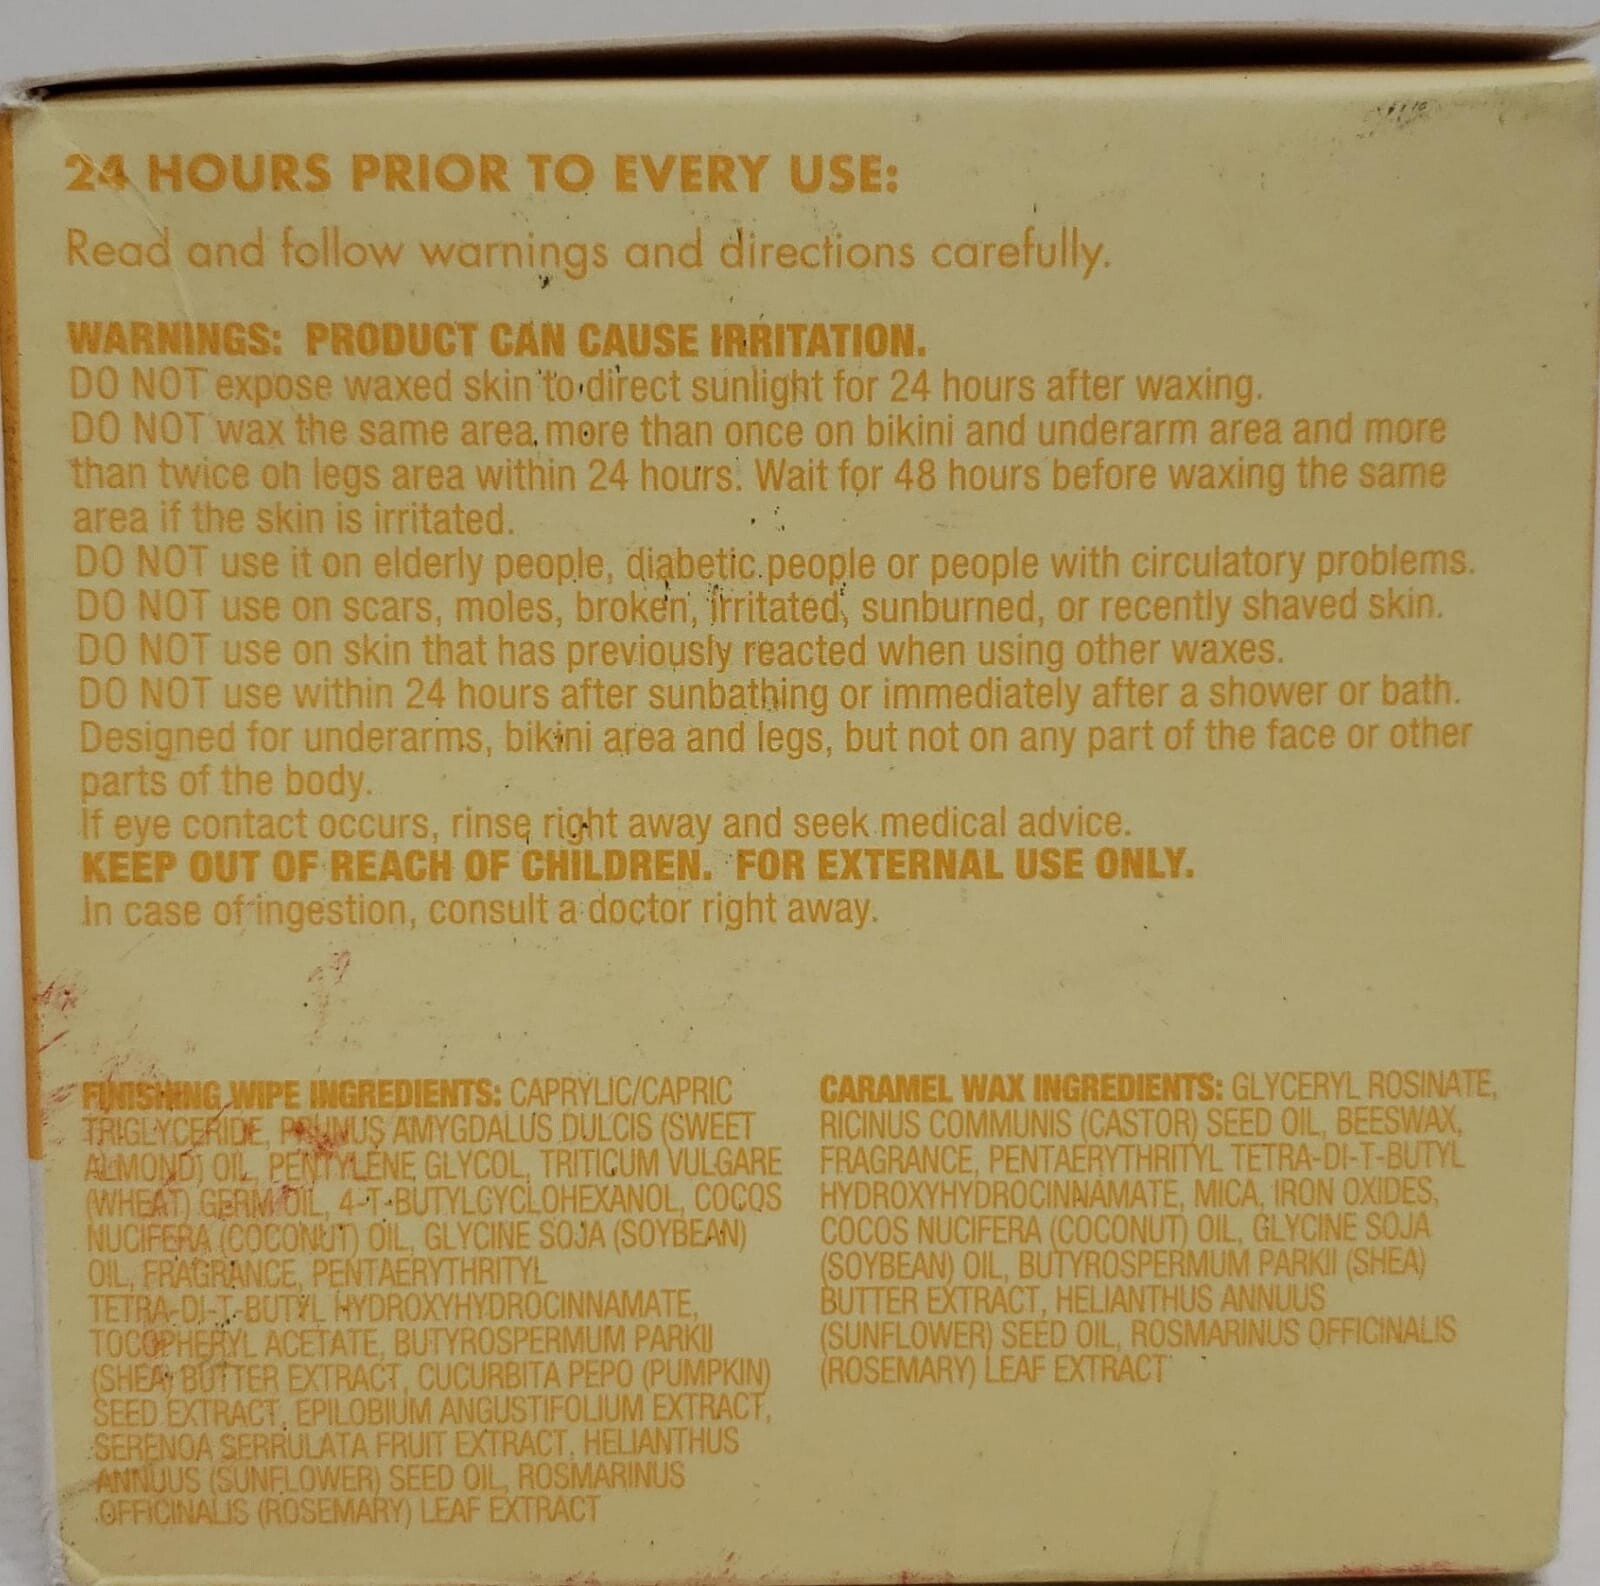 24 HOURS PRIOR TO EVERY USE:
Read and follow warnings and directions carefully.
WARNINGS: PRODUCT CAN CAUSE IRRITATION.
DO NOT expose waxed skin to direct sunlight for 24 hours after waxing.
DO NOT wax the same area more than once on bikini and underarm area and more
than twice on legs area within 24 hours. Wait for 48 hours before waxing the same
area if the skin is irritated.
DO NOT use it on elderly people, diabetic people or people with circulatory problems.
DO NOT use on scars, moles, broken, irritated, sunburned, or recently shaved skin.
DO NOT use on skin that has previously reacted when using other waxes.
DO NOT use within 24 hours after sunbathing or immediately after a shower or bath.
Designed for underarms, bikini area and legs, but not on any part of the face or other
parts of the body.
If eye contact occurs, rinse right away and seek medical advice.
KEEP OUT OF REACH OF CHILDREN. FOR EXTERNAL USE ONLY.
In case of ingestion, consult a doctor right away.
FINISHING WIPE INGREDIENTS: CAPRYLIC/CAPRIC
TRIGLYCERIDE, PRUNUS AMYGDALUS DULCIS (SWEET
ALMOND) OIL, PENTYLENE GLYCOL, TRITICUM VULGARE
(WHEAT) GERM OIL, 4-T-BUTYLCYCLOHEXANOL, COCOS
NUCIFERA (COCONUT) OIL, GLYCINE SOJA (SOYBEAN)
OIL, FRAGRANCE, PENTAERYTHRITYL
TETRA-DI-T-BUTYL HYDROXYHYDROCINNAMATE,
TOCOPHERYL ACETATE, BUTYROSPERMUM PARKII
(SHEA) BUTTER EXTRACT, CUCURBITA PEPO (PUMPKIN)
SEED EXTRACT, EPILOBIUM ANGUSTIFOLIUM EXTRACT,
SERENOA SERRULATA FRUIT EXTRACT, HELIANTHUS
ANNUUS (SUNFLOWER) SEED OIL, ROSMARINUS
OFFICINALIS (ROSEMARY) LEAF EXTRACT
CARAMEL WAX INGREDIENTS: GLYCERYL ROSINATE,
RICINUS COMMUNIS (CASTOR) SEED OIL, BEESWAX,
FRAGRANCE, PENTAERYTHRITYL TETRA-DI-T-BUTYL
HYDROXYHYDROCINNAMATE, MICA, IRON OXIDES,
COCOS NUCIFERA (COCONUT) OIL, GLYCINE SOJA
(SOYBEAN) OIL, BUTYROSPERMUM PARKII (SHEA)
BUTTER EXTRACT, HELIANTHUS ANNUUS
(SUNFLOWER) SEED OIL, ROSMARINUS OFFICINALIS
(ROSEMARY) LEAF EXTRACT